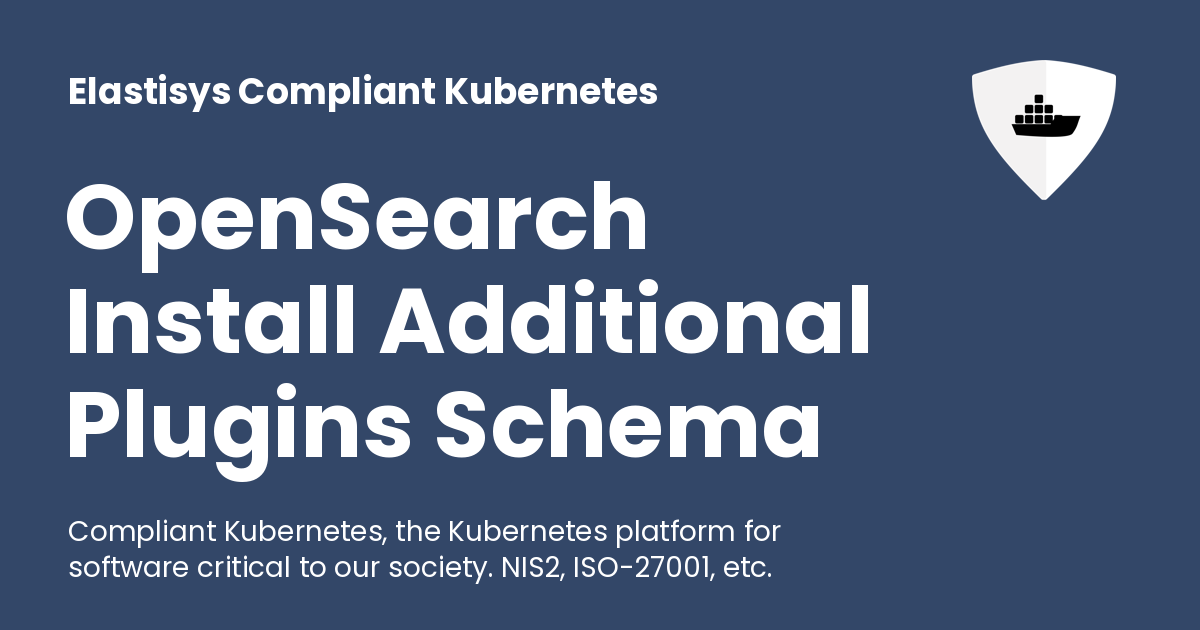 Elastisys Compliant Kubernetes
OpenSearch
Install Additional
Plugins Schema
Compliant Kubernetes, the Kubernetes platform for
software critical to our society. NIS2, ISO-27001, etc.